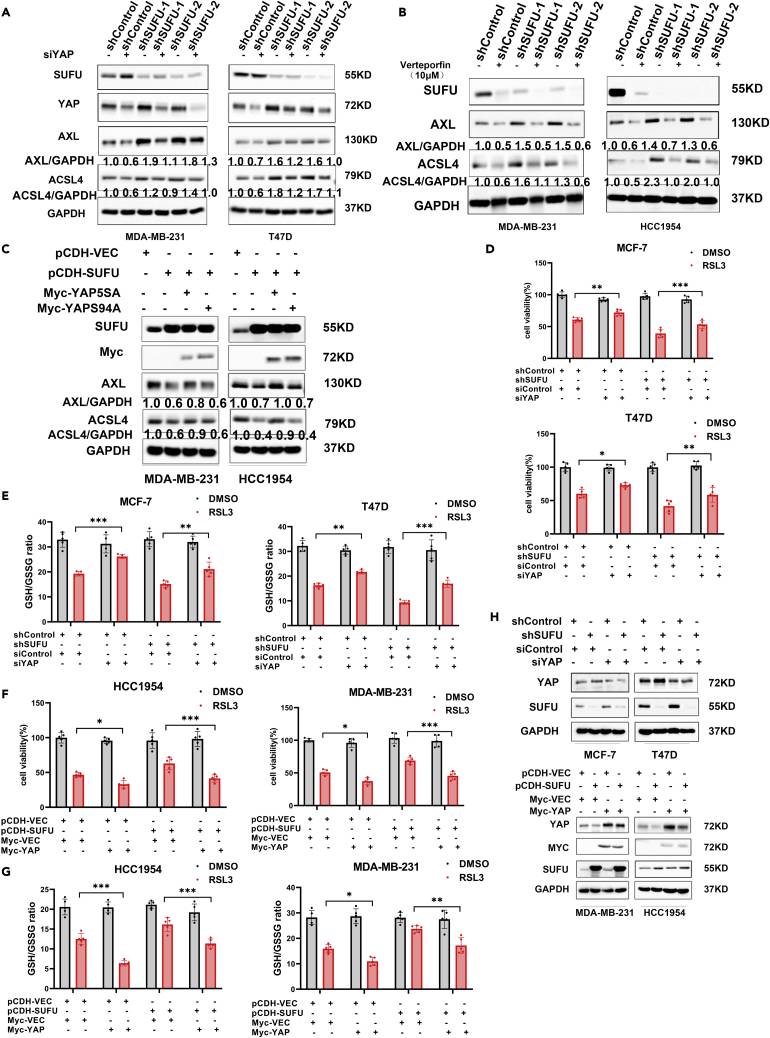 A
shControl
shControl
shSUFU-1
shSUFU-1
shSUFU-2
shSUFU-2
shControl
shControl
shSUFU-1
shSUFU-1
shSUFU-2
shSUFU-2
siYAP - + - + - + - + - + - +
SUFU 55KD
YAP 72KD
AXL 130KD
AXL/GAPDH 1.0 0.6 1.9 1.1 1.8 1.3 1.0 0.7 1.6 1.2 1.6 1.0
ACSL4 79KD
ACSL4/GAPDH 1.0 0.6 1.2 0.9 1.4 1.0 1.0 0.6 1.8 1.2 1.7 1.1
GAPDH 37KD
MDA-MB-231 T47D
B
shControl
shControl
shSUFU-1
shSUFU-1
shSUFU-2
shSUFU-2
shControl
shControl
shSUFU-1
shSUFU-1
shSUFU-2
shSUFU-2
Verteporfin - + - + - + - + - + - +
（10μM）
SUFU 55KD
AXL 130KD
AXL/GAPDH 1.0 0.5 1.5 0.5 1.5 0.6 1.0 0.6 1.4 0.7 1.3 0.6
ACSL4 79KD
ACSL4/GAPDH 1.0 0.6 1.6 1.1 1.3 0.6 1.0 0.5 2.3 1.0 2.0 1.0
GAPDH 37KD
MDA-MB-231 HCC1954
C
pCDH-VEC + - - - + - - -
pCDH-SUFU - + + + - + + +
Myc-YAP5SA - - + - - - + -
Myc-YAPS94A - - - + - - - +
SUFU 55KD
Myc 72KD
AXL 130KD
AXL/GAPDH 1.0 0.6 0.8 0.6 1.0 0.7 1.0 0.7
ACSL4 79KD
ACSL4/GAPDH 1.0 0.6 0.9 0.6 1.0 0.4 0.9 0.4
GAPDH 37KD
MDA-MB-231 HCC1954
D
MCF-7
DMSO
RSL3
cell viability(%)
150
100
50
0
** ***
shControl + + + + - - - -
shSUFU - - - - + + + +
siControl + + - - + + - -
siYAP - - + + - - + +
T47D
DMSO
RSL3
cell viability(%)
150
100
50
0
* **
shControl + + + + - - - -
shSUFU - - - - + + + +
siControl + + - - + + - -
siYAP - - + + - - + +
E
MCF-7
DMSO
RSL3
GSH/GSSG ratio
40
30
20
10
0
*** **
shControl + + + + - - - -
shSUFU - - - - + + + +
siControl + + - - + + - -
siYAP - - + + - - + +
T47D
DMSO
RSL3
GSH/GSSG ratio
40
30
20
10
0
** ***
shControl + + + + - - - -
shSUFU - - - - + + + +
siControl + + - - + + - -
siYAP - - + + - - + +
F
HCC1954
DMSO
RSL3
cell viability(%)
150
100
50
0
* ***
pCDH-VEC + + + + - - - -
pCDH-SUFU - - - - + + + +
Myc-VEC + + - - + + - -
Myc-YAP - - + + - - + +
MDA-MB-231
DMSO
RSL3
cell viability(%)
150
100
50
0
* ***
pCDH-VEC + + + + - - - -
pCDH-SUFU - - - - + + + +
Myc-VEC + + - - + + - -
Myc-YAP - - + + - - + +
G
HCC1954
DMSO
RSL3
GSH/GSSG ratio
30
20
10
0
*** ***
pCDH-VEC + + + + - - - -
pCDH-SUFU - - - - + + + +
Myc-VEC + + - - + + - -
Myc-YAP - - + + - - + +
MDA-MB-231
DMSO
RSL3
GSH/GSSG ratio
40
30
20
10
0
* **
pCDH-VEC + + + + - - - -
pCDH-SUFU - - - - + + + +
Myc-VEC + + - - + + - -
Myc-YAP - - + + - - + +
H
shControl + - + - + - + -
shSUFU - + - + - + - +
siControl + + - - + + - -
siYAP - - + + - - + +
YAP 72KD
SUFU 55KD
GAPDH 37KD
MCF-7 T47D
pCDH-VEC + - + - + - + -
pCDH-SUFU - + - + - + - +
Myc-VEC + + - - + + - -
Myc-YAP - - + + - - + +
YAP 72KD
MYC 72KD
SUFU 55KD
GAPDH 37KD
MDA-MB-231 HCC1954